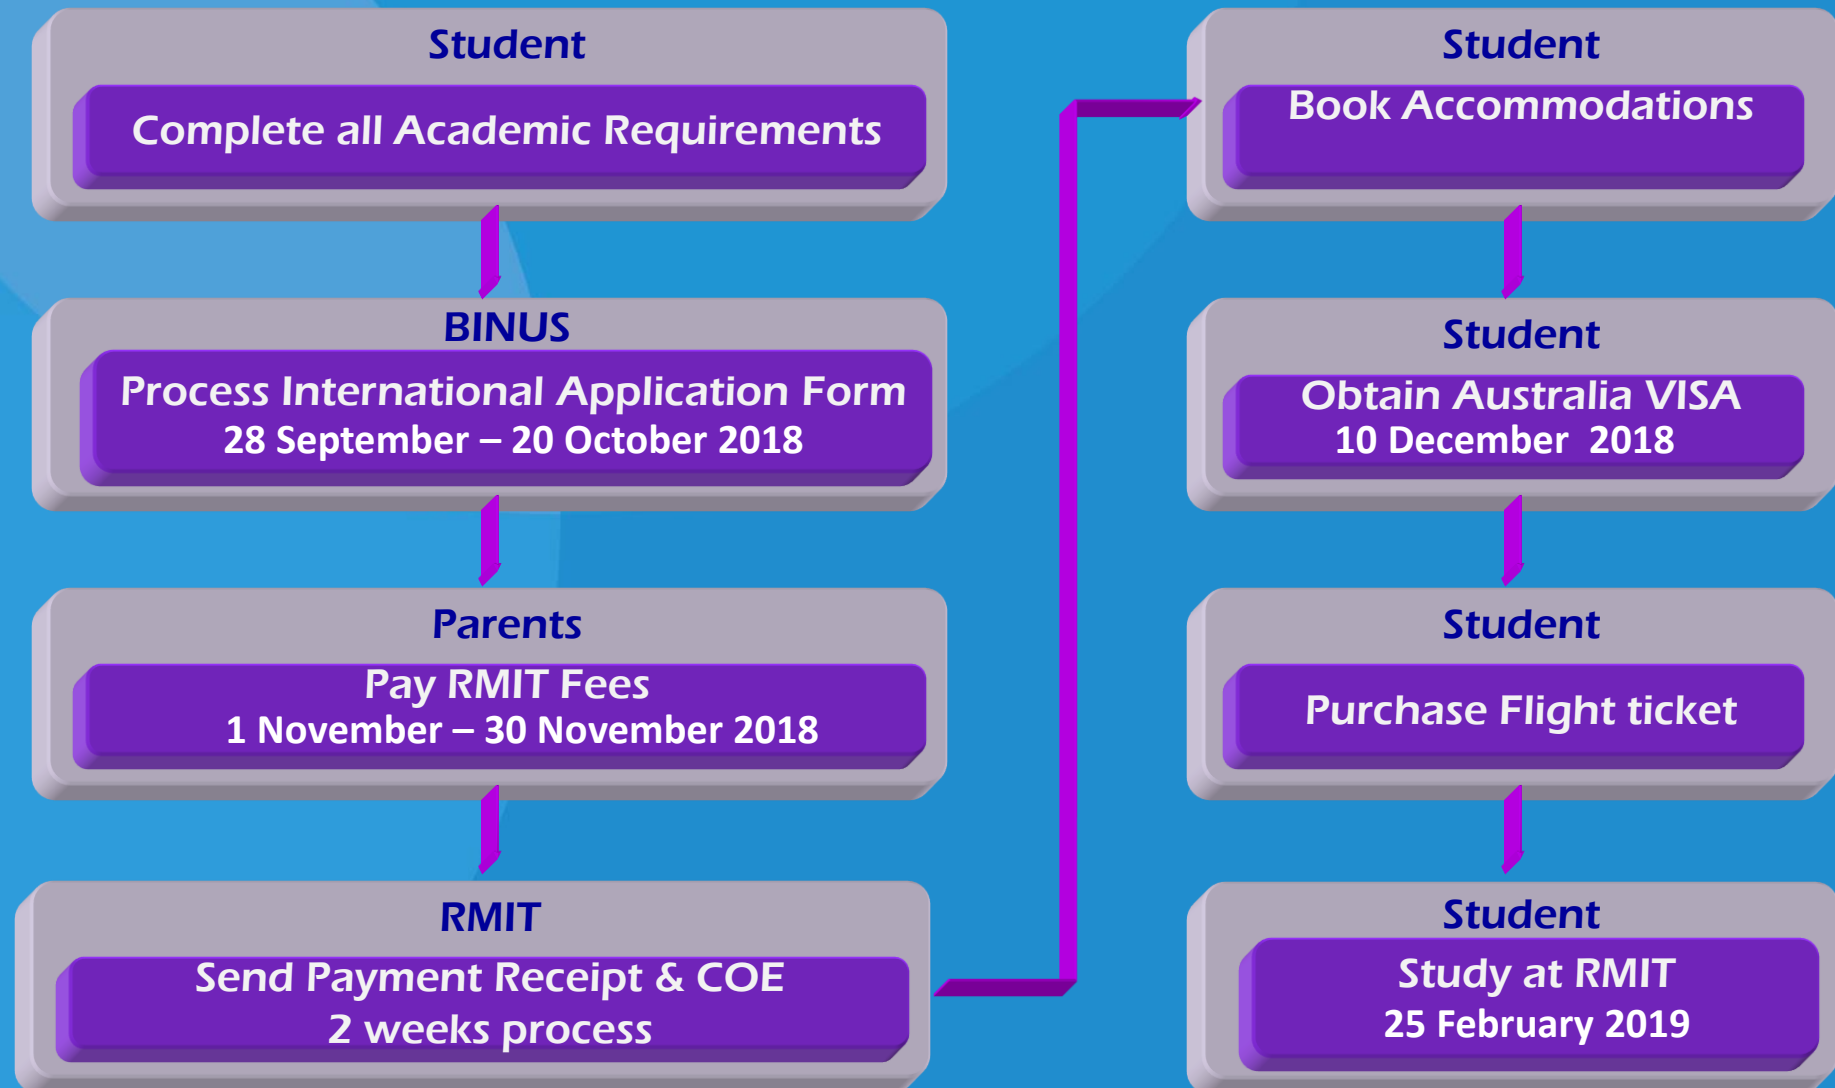 Student
Complete all Academic Requirements
BINUS
Process International Application Form
28 September – 20 October 2018
Parents
Pay RMIT Fees
1 November – 30 November 2018
RMIT
Send Payment Receipt & COE
2 weeks process
Student
Book Accommodations
Student
Obtain Australia VISA
10 December  2018
Student
Purchase Flight ticket
Student
Study at RMIT
25 February 2019